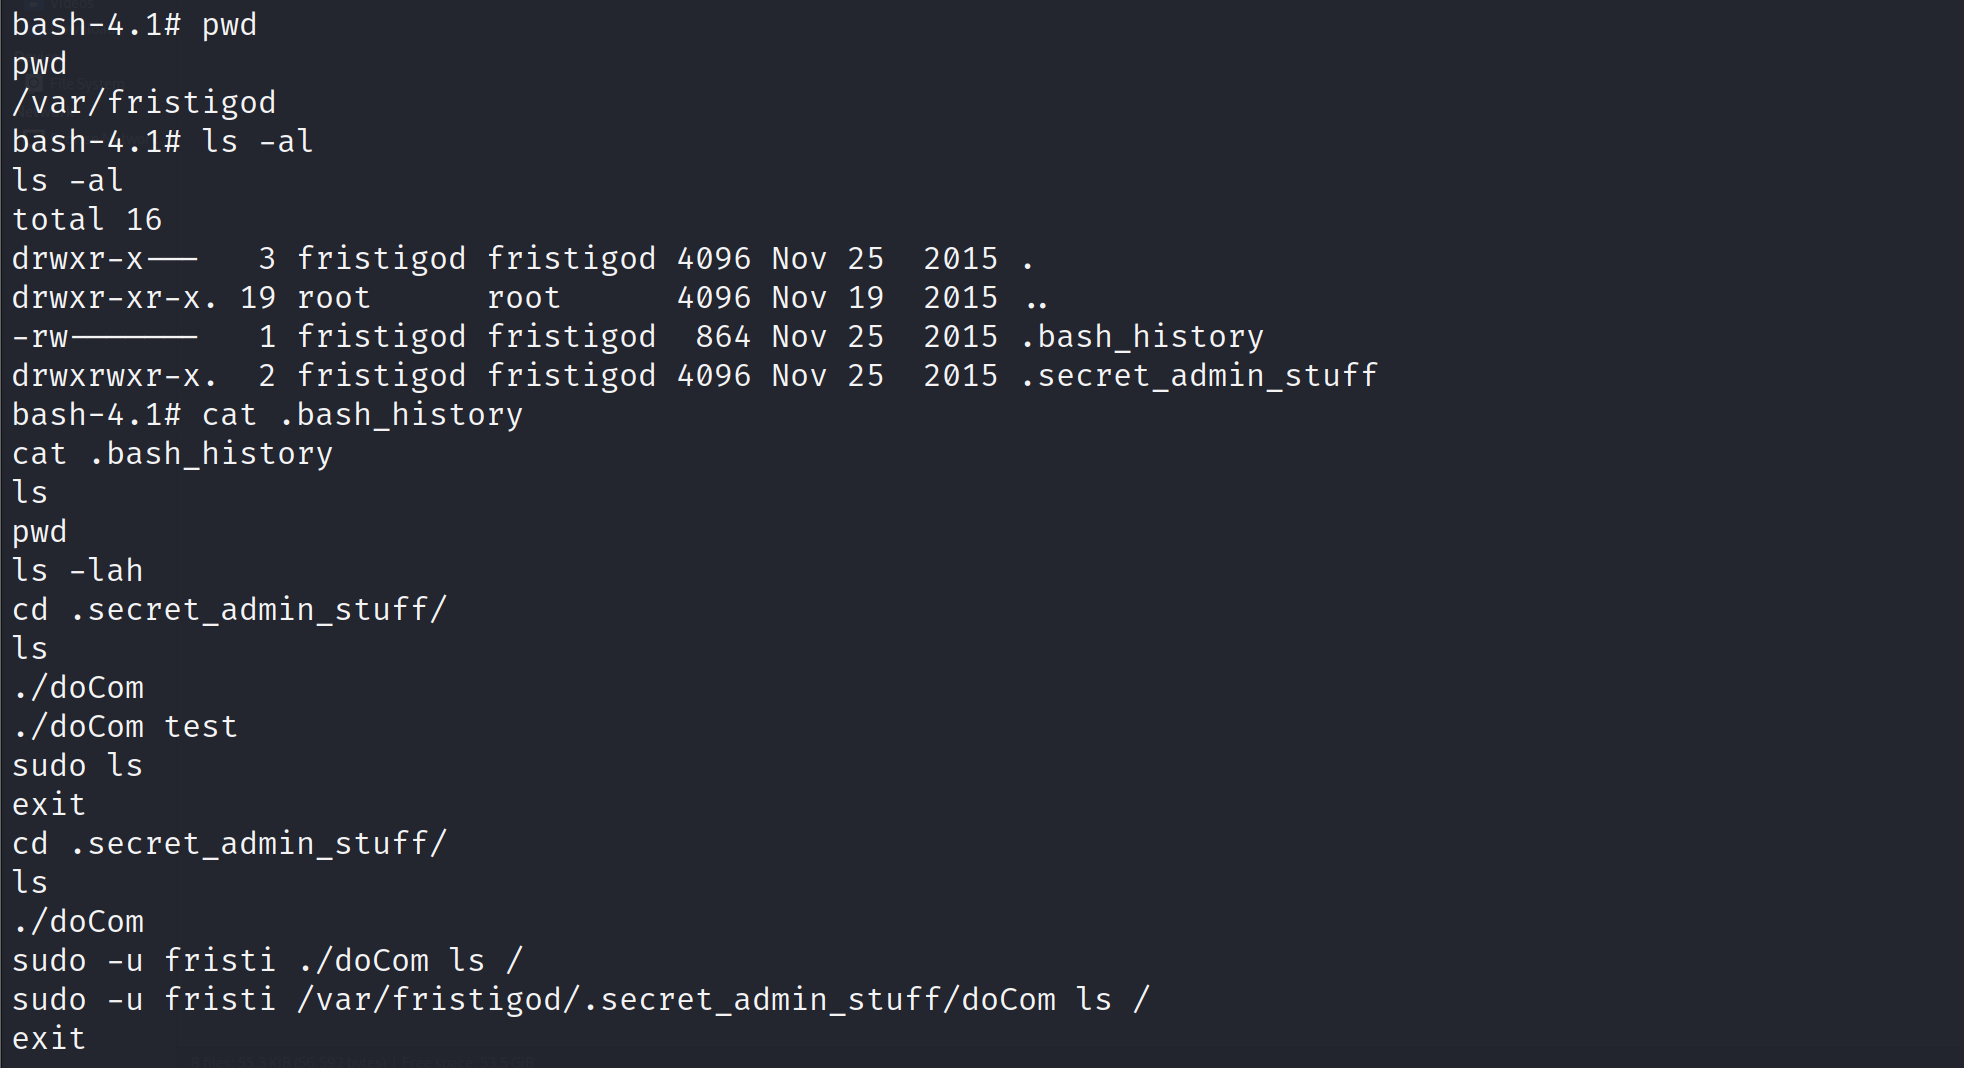 bash-4.1# pwd
pwd
/var/fristigod
bash-4.1# ls -al
ls -al
total 16
drwxr-x---   3 fristigod fristigod 4096 Nov 25  2015 .
drwxr-xr-x. 19 root      root      4096 Nov 19  2015 ..
-rw-------   1 fristigod fristigod  864 Nov 25  2015 .bash_history
drwxrwxr-x.  2 fristigod fristigod 4096 Nov 25  2015 .secret_admin_stuff
bash-4.1# cat .bash_history
cat .bash_history
ls
pwd
ls -lah
cd .secret_admin_stuff/
ls
./doCom
./doCom test
sudo ls
exit
cd .secret_admin_stuff/
ls
./doCom
sudo -u fristi ./doCom ls /
sudo -u fristi /var/fristigod/.secret_admin_stuff/doCom ls /
exit